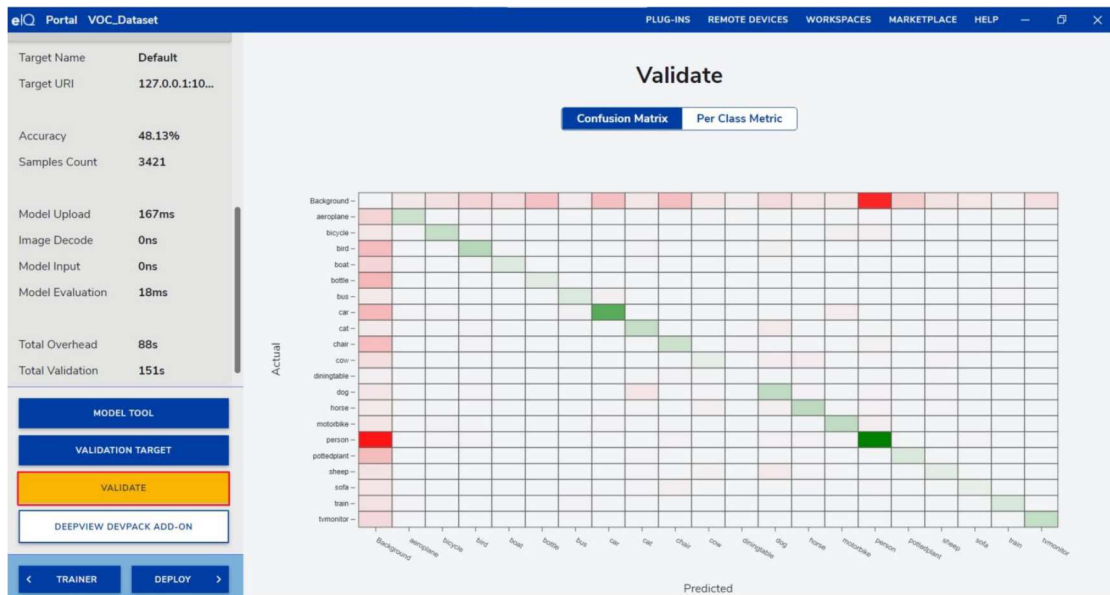 eIQ Portal VOC_Dataset PLUG-INS REMOTE DEVICES WORKSPACES MARKETPLACE HELP
Target Name Default
Target URI 127.0.0.1:10...
Accuracy 48.13%
Samples Count 3421
Model Upload 167ms
Image Decode 0ns
Model Input 0ns
Model Evaluation 18ms
Total Overhead 88s
Total Validation 151s
MODEL TOOL
VALIDATION TARGET
VALIDATE
DEEPVIEW DEVPACK ADD-ON
< TRAINER DEPLOY >
Validate
Confusion Matrix Per Class Metric
Actual
Background
aeroplane
bicycle
bird
boat
bottle
bus
car
cat
chair
cow
diningtable
dog
horse
motorbike
person
pottedplant
sheep
sofa
train
tvmonitor
Background aeroplane bicycle bird boat bottle bus car cat chair cow diningtable dog horse motorbike person pottedplant sheep sofa train tvmonitor
Predicted